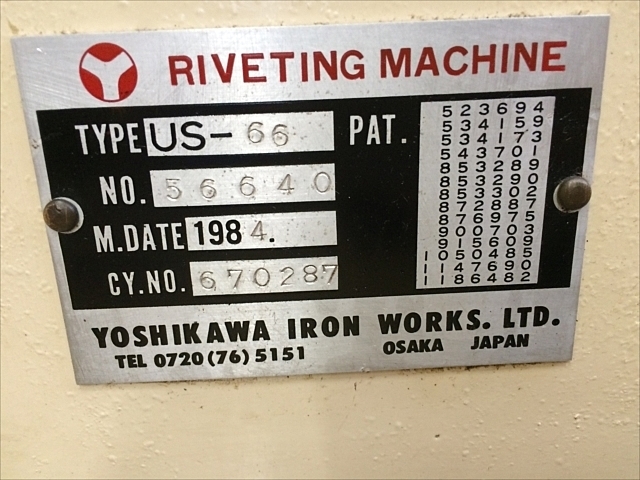 RIVETING MACHINE
TYPE US-66
NO. 56640
M.DATE 1984.
CY.NO. 670287
PAT.
523694
534159
534173
543701
853289
853290
855302
872887
876975
900703
915609
1050485
1147690
1186482
YOSHIKAWA IRON WORKS. LTD.
TEL 0720(76)5151 OSAKA JAPAN